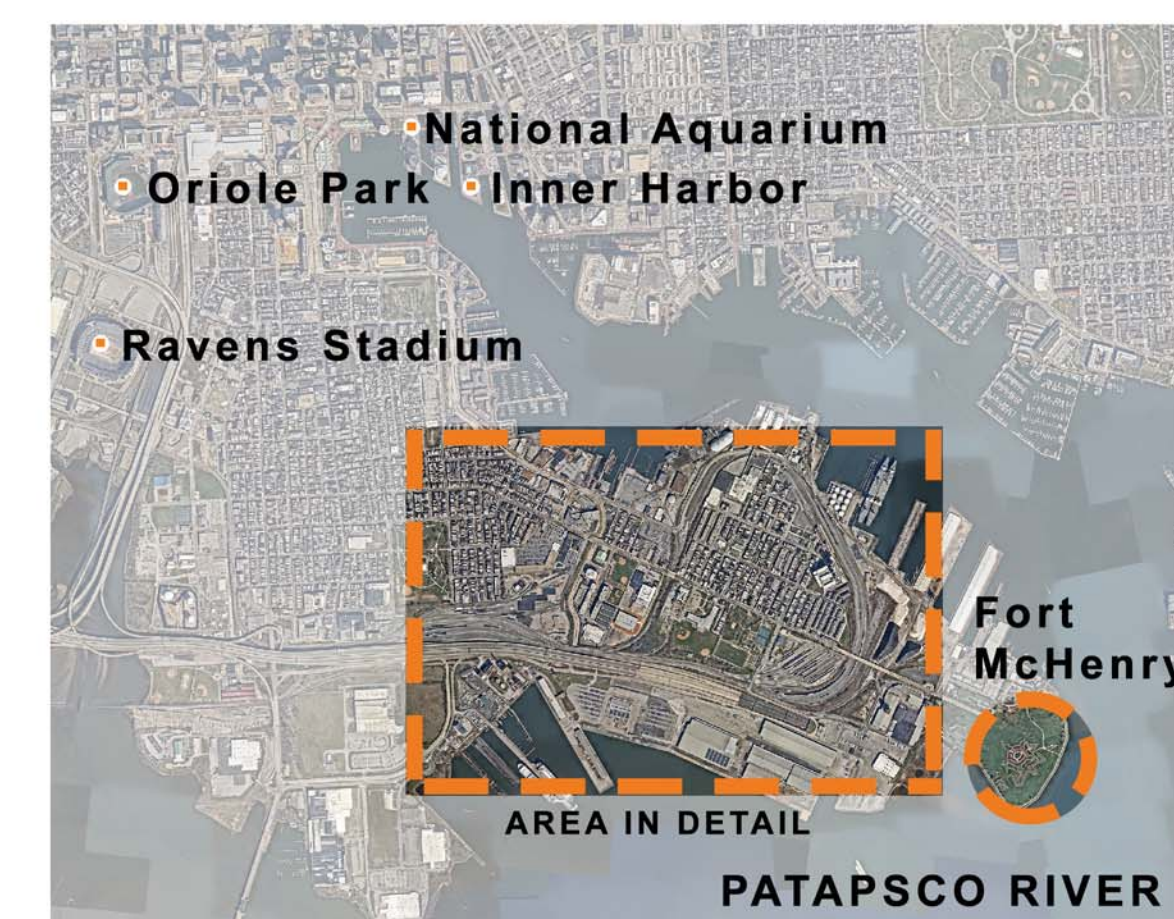 National Aquarium
Oriole Park
Inner Harbor
Ravens Stadium
Fort
McHenry
AREA IN DETAIL
PATAPSCO RIVER